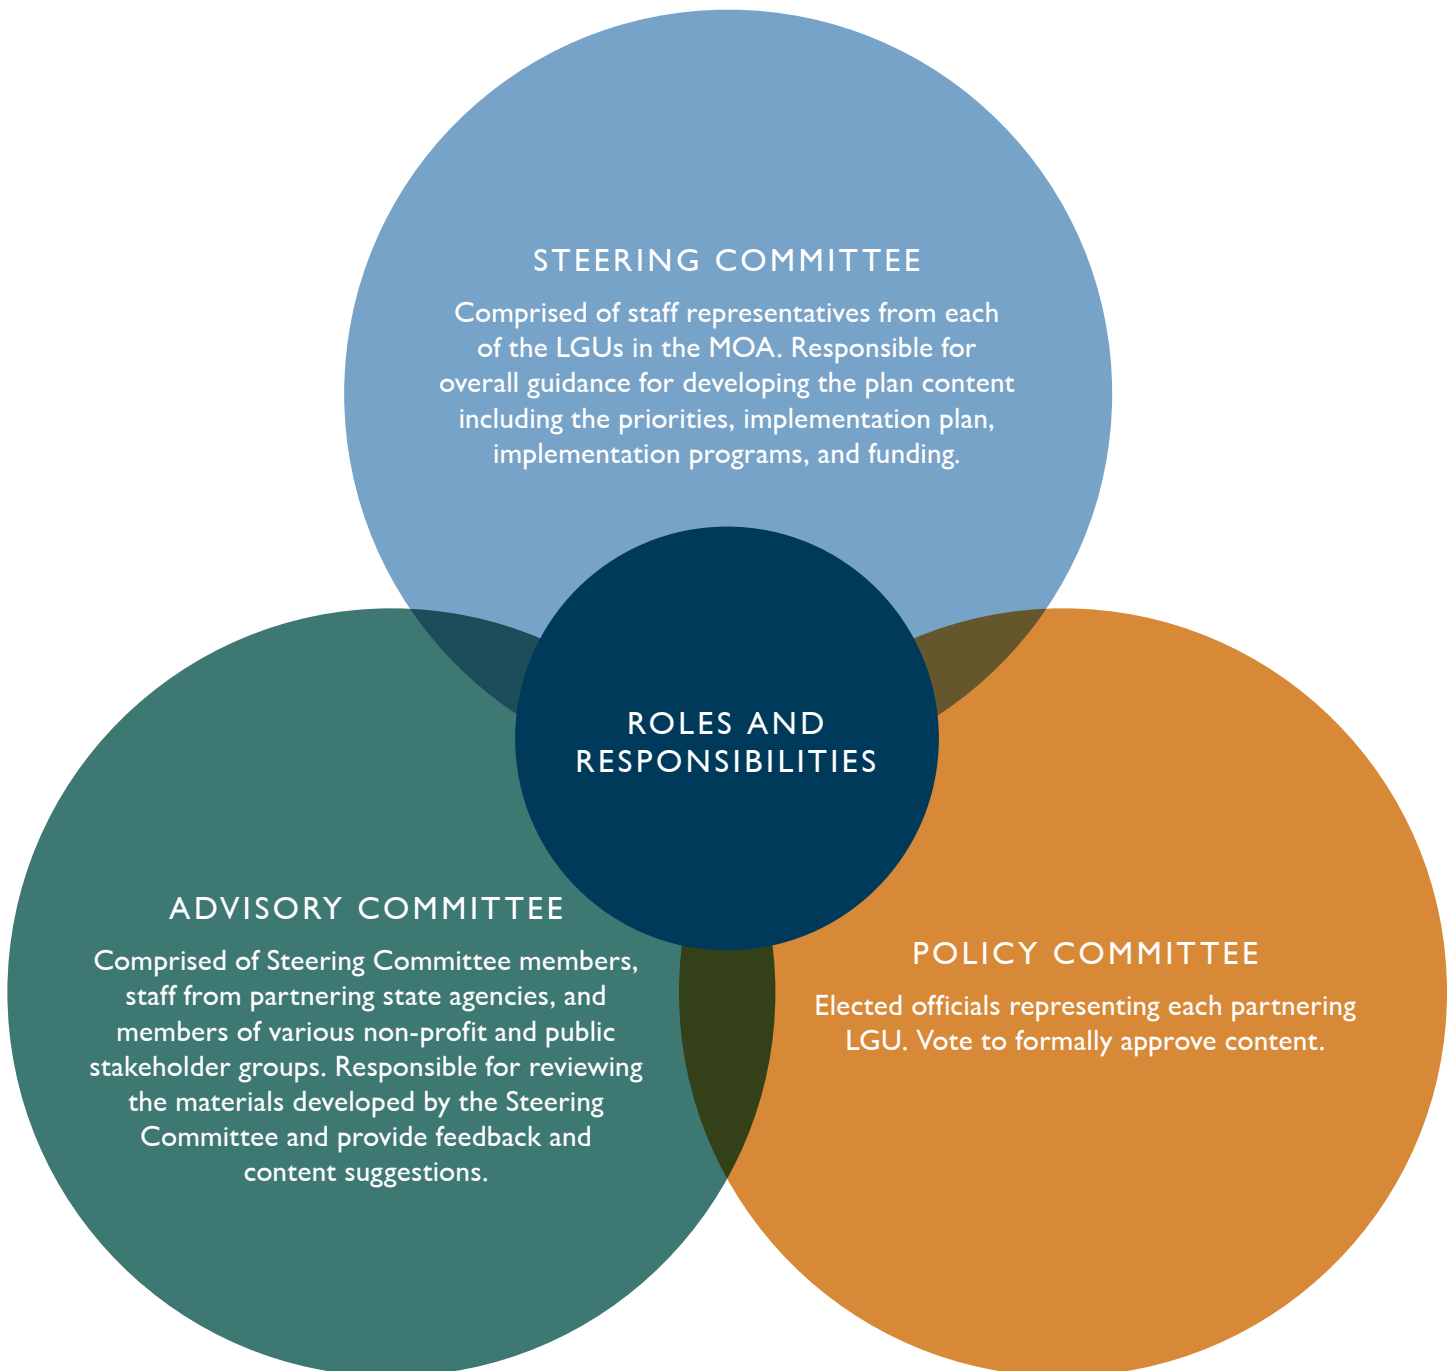 STEERING COMMITTEE
Comprised of staff representatives from each
of the LGUs in the MOA. Responsible for
overall guidance for developing the plan content
including the priorities, implementation plan,
implementation programs, and funding.
ROLES AND
RESPONSIBILITIES
ADVISORY COMMITTEE
Comprised of Steering Committee members,
staff from partnering state agencies, and
members of various non-profit and public
stakeholder groups. Responsible for reviewing
the materials developed by the Steering
Committee and provide feedback and
content suggestions.
POLICY COMMITTEE
Elected officials representing each partnering
LGU. Vote to formally approve content.